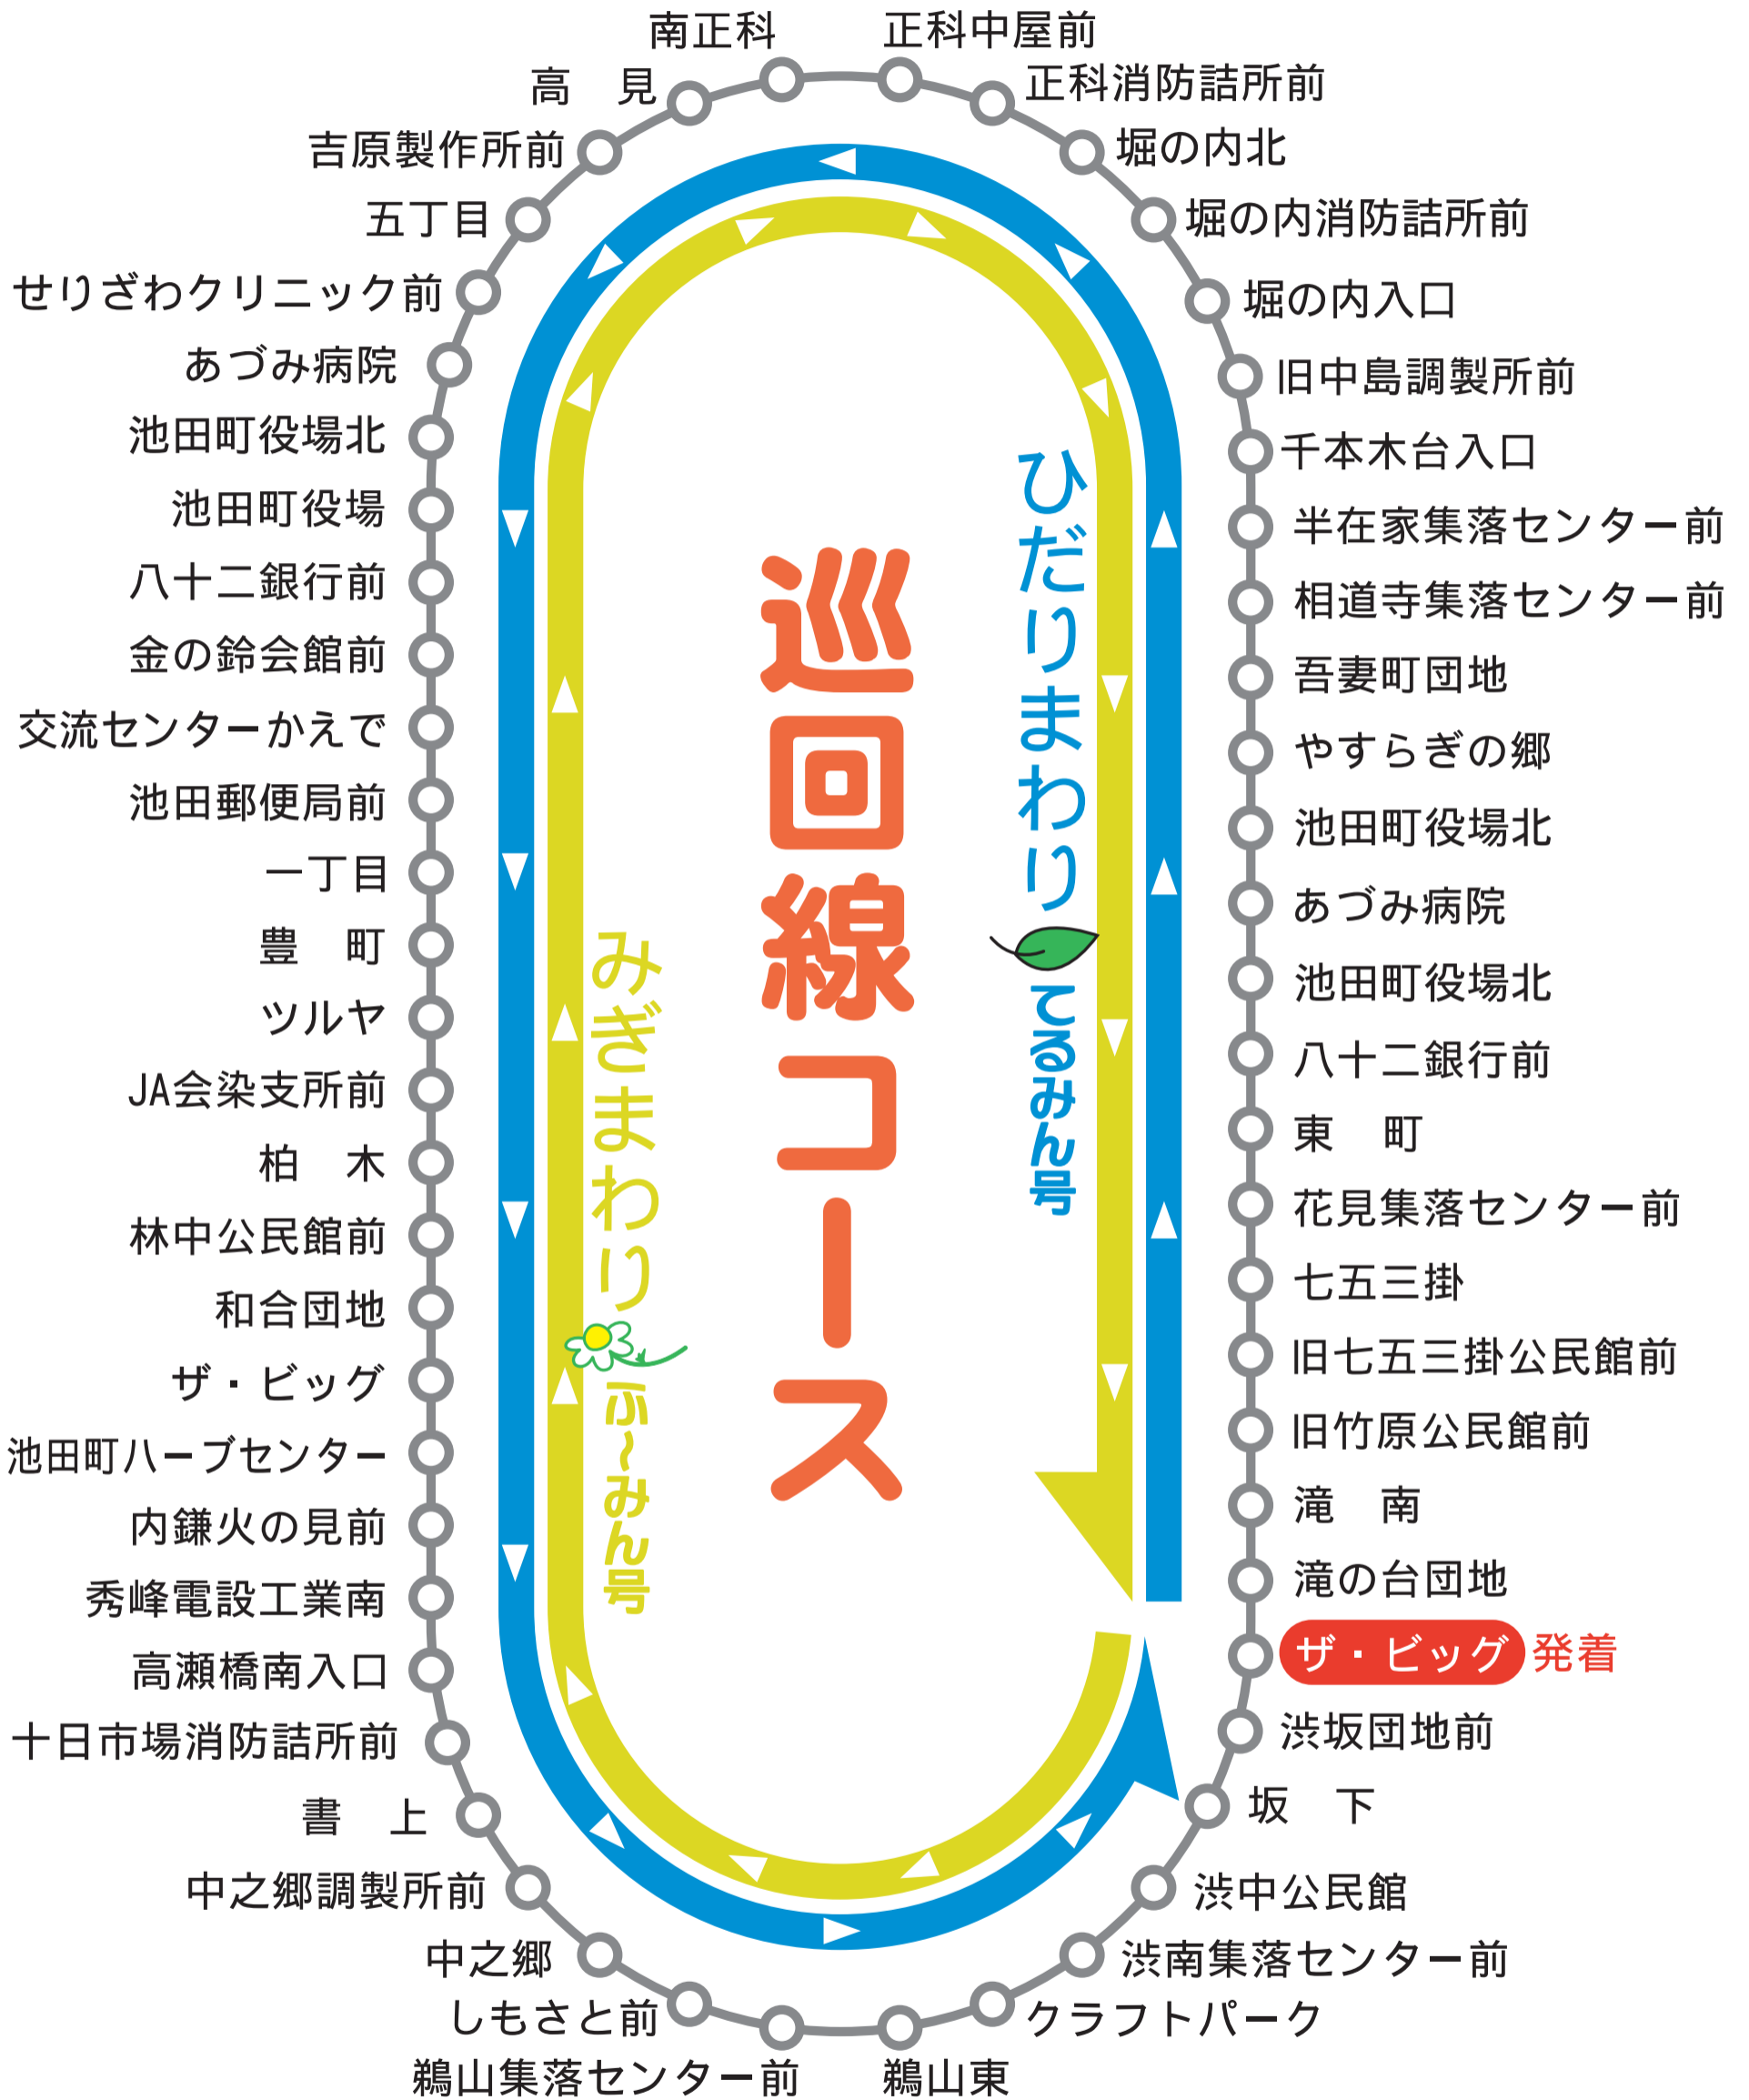 南正科
正科中屋前
高　見
正科消防詰所前
吉原製作所前
堀の内北
五丁目
堀の内消防詰所前
せりざわクリニック前
堀の内入口
あづみ病院
旧中島調製所前
池田町役場北
千本木台入口
池田町役場
半在家集落センター前
八十二銀行前
相道寺集落センター前
金の鈴会館前
吾妻町団地
交流センターかえで
やすらぎの郷
池田郵便局前
池田町役場北
一丁目
あづみ病院
豊　町
池田町役場北
ツルヤ
八十二銀行前
JA会染支所前
東　町
柏　木
花見集落センター前
林中公民館前
七五三掛
和合団地
旧七五三掛公民館前
ザ・ビッグ
旧竹原公民館前
池田町ハーブセンター
滝　南
内鎌火の見前
滝の台団地
秀峰電設工業南
ザ・ビッグ 発着
高瀬橋南入口
渋坂団地前
十日市場消防詰所前
坂　下
書　上
渋中公民館
中之郷調製所前
渋南集落センター前
中之郷
クラフトパーク
しもさと前
鵜山東
鵜山集落センター前
ひだりまわり てるみん号
巡回線コース
みぎまわり ふ〜みん号